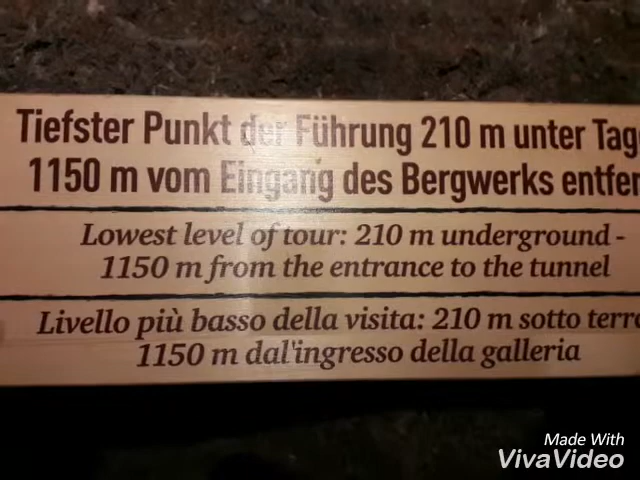 Tiefster Punkt der Führung 210 m unter Tag
1150 m vom Eingang des Bergwerks entfer
Lowest level of tour: 210 m underground -
1150 m from the entrance to the tunnel
Livello più basso della visita: 210 m sotto terr
1150 m dal'ingresso della galleria
Made With
VivaVideo